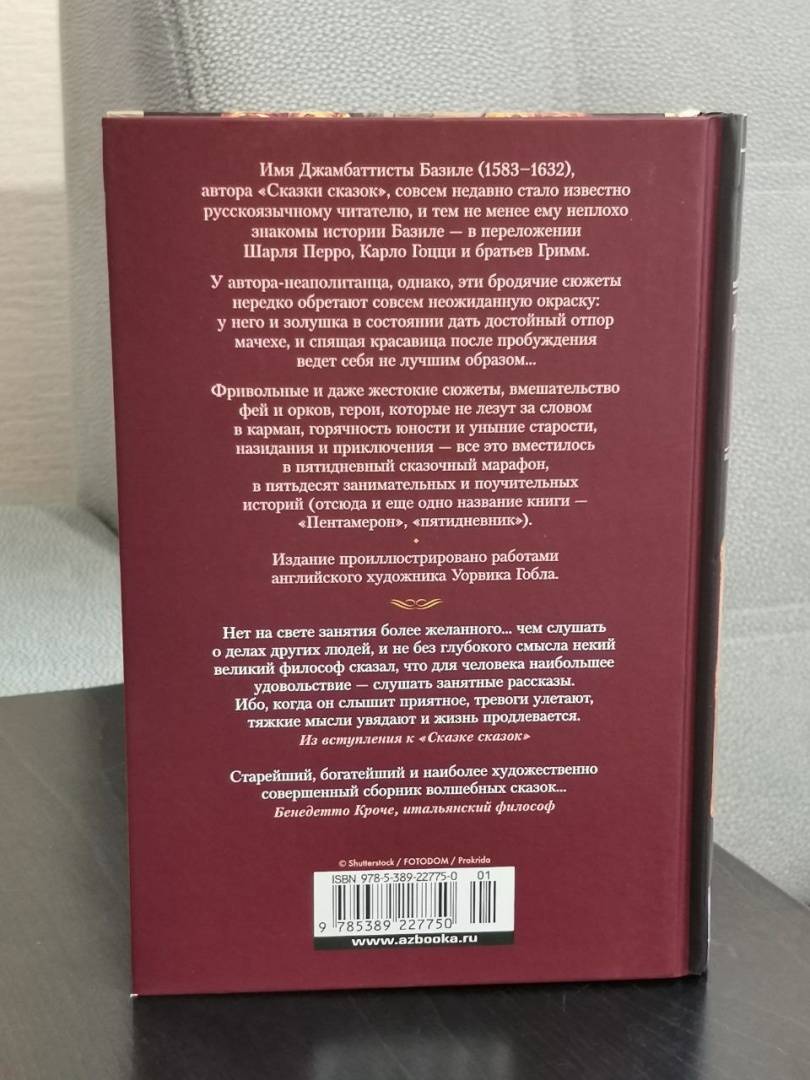 Имя Джамбаттисты Базиле (1583–1632),
автора «Сказки сказок», совсем недавно стало известно
русскоязычному читателю, и тем не менее ему неплохо
знакомы истории Базиле — в переложении
Шарля Перро, Карло Гоцци и братьев Гримм.
У автора-неаполитанца, однако, эти бродячие сюжеты
нередко обретают совсем неожиданную окраску:
у него и золушка в состоянии дать достойный отпор
мачехе, и спящая красавица после пробуждения
ведет себя не лучшим образом...
Фривольные и даже жестокие сюжеты, вмешательство
фей и орков, герои, которые не лезут за словом
в карман, горячность юности и уныние старости,
назидания и приключения — все это вместилось
в пятидневный сказочный марафон,
в пятьдесят занимательных и поучительных
историй (отсюда и еще одно название книги —
«Пентамерон», «пятидневник»).
Издание проиллюстрировано работами
английского художника Уорвика Гобла.
Нет на свете занятия более желанного... чем слушать
о делах других людей, и не без глубокого смысла некий
великий философ сказал, что для человека наибольшее
удовольствие — слушать занятные рассказы.
Ибо, когда он слышит приятное, тревоги улетают,
тяжкие мысли увядают и жизнь продлевается.
Из вступления к «Сказке сказок»
Старейший, богатейший и наиболее художественно
совершенный сборник волшебных сказок...
Бенедетто Кроче, итальянский философ
© Shutterstock / FOTODOM / Prokrida
ISBN 978-5-389-22775-0 01
9 785389 227750
www.azbooka.ru